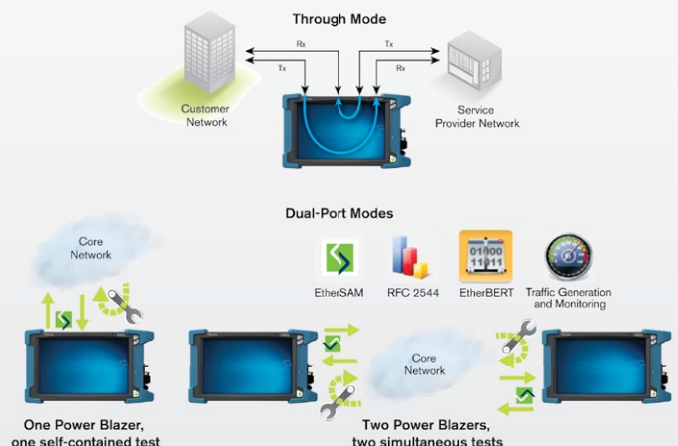 Through Mode
Rx
Tx
Tx
Rx
Customer
Network
Service
Provider Network
Dual-Port Modes
Core
Network
EtherSAM
RFC 2544
01000
11011
EtherBERT
Traffic Generation
and Monitoring
Core
Network
One Power Blazer,
one self-contained test
Two Power Blazers,
two simultaneous tests